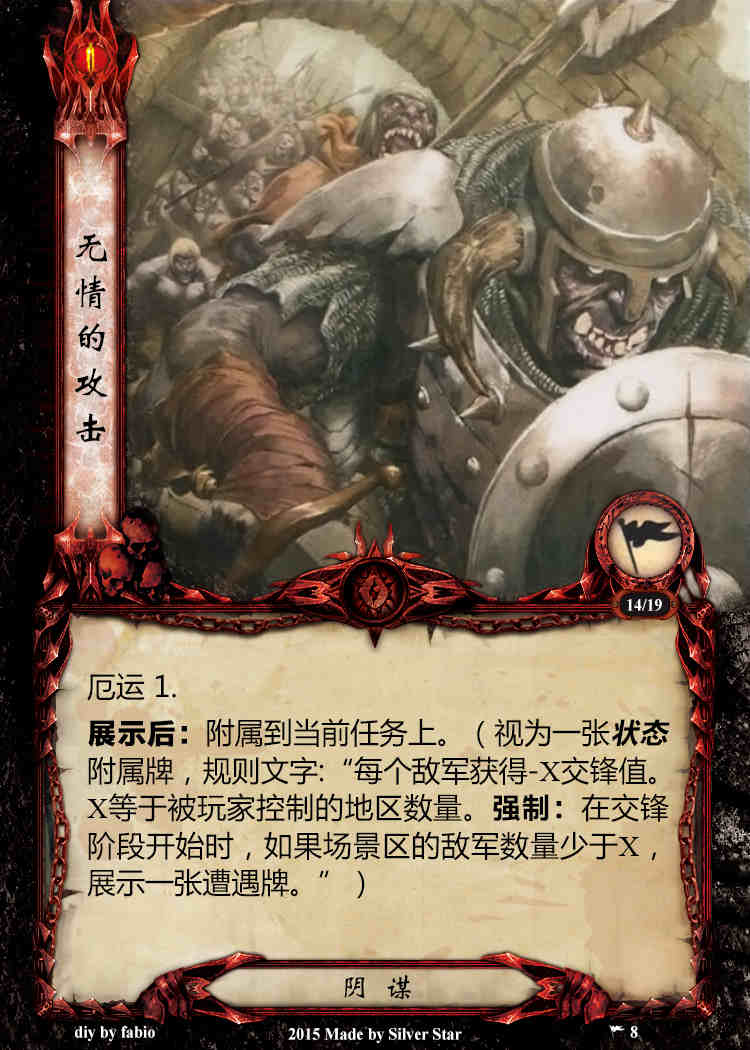 无情的攻击
14/19
厄运 1.
展示后：附属到当前任务上。（视为一张状态
附属牌，规则文字:“每个敌军获得-X交锋值。
X等于被玩家控制的地区数量。强制：在交锋
阶段开始时，如果场景区的敌军数量少于X，
展示一张遭遇牌。”）
阴谋
diy by fabio
2015 Made by Silver Star
8